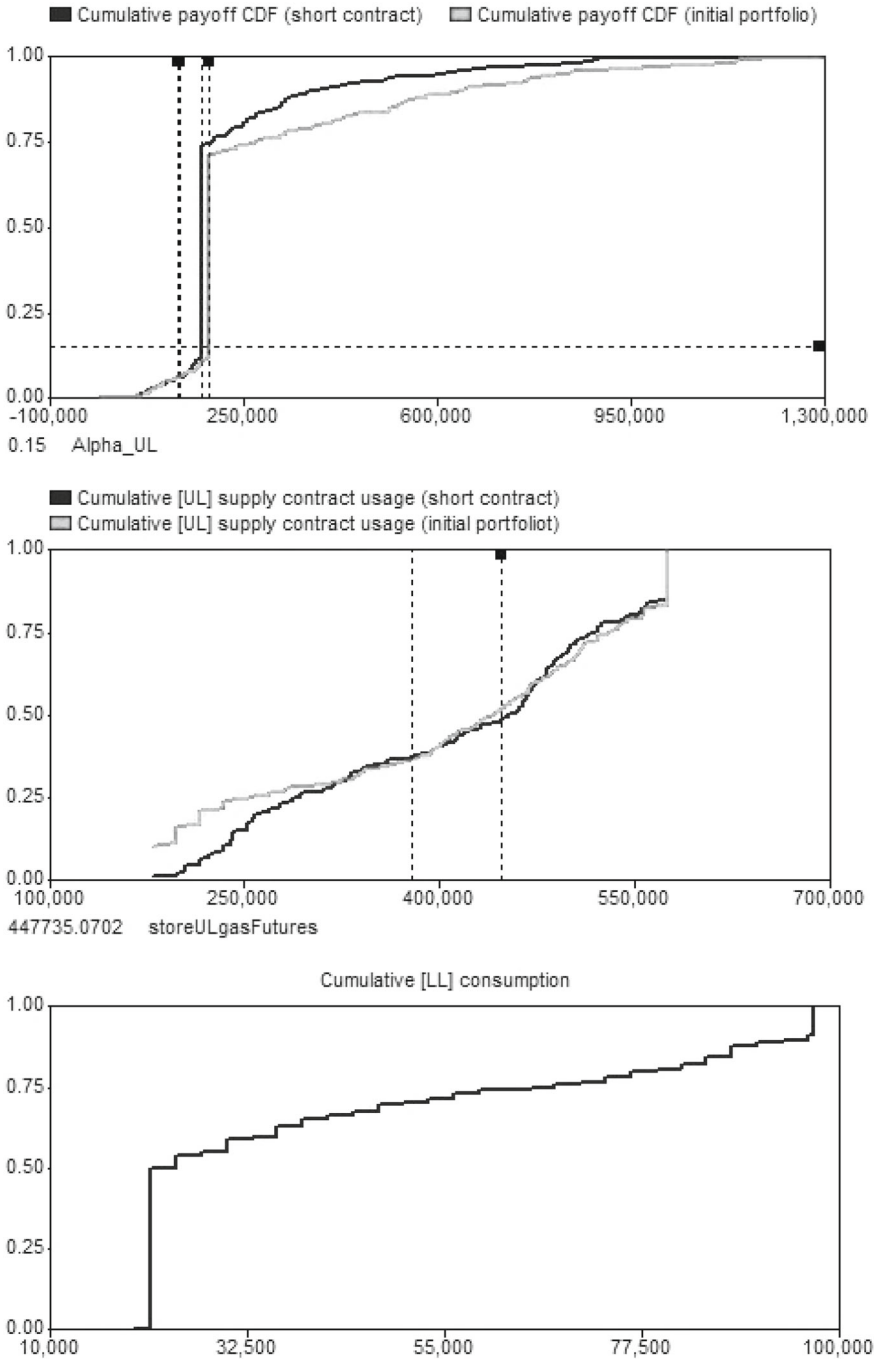 Cumulative payoff CDF (short contract) Cumulative payoff CDF (initial portfolio)
1.00
0.75
0.50
0.25
0.00
-100,000 250,000 600,000 950,000 1,300,000
0.15 Alpha_UL
Cumulative [UL] supply contract usage (short contract)
Cumulative [UL] supply contract usage (initial portfoliot)
1.00
0.75
0.50
0.25
0.00
100,000 250,000 400,000 550,000 700,000
447735.0702 storeULgasFutures
Cumulative [LL] consumption
1.00
0.75
0.50
0.25
0.00
10,000 32,500 55,000 77,500 100,000